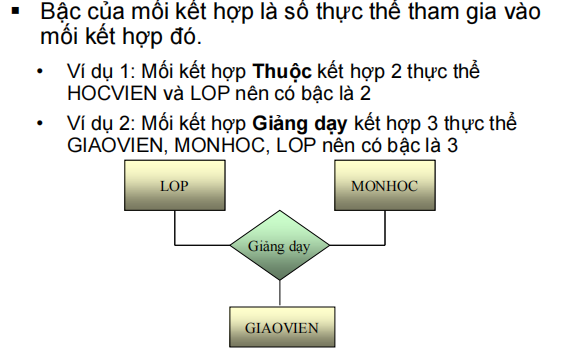 ▪ Bậc của mối kết hợp là số thực thể tham gia vào
mối kết hợp đó.
• Ví dụ 1: Mối kết hợp Thuộc kết hợp 2 thực thể
HOCVIEN và LOP nên có bậc là 2
• Ví dụ 2: Mối kết hợp Giảng dạy kết hợp 3 thực thể
GIAOVIEN, MONHOC, LOP nên có bậc là 3
LOP
MONHOC
Giảng dạy
GIAOVIEN